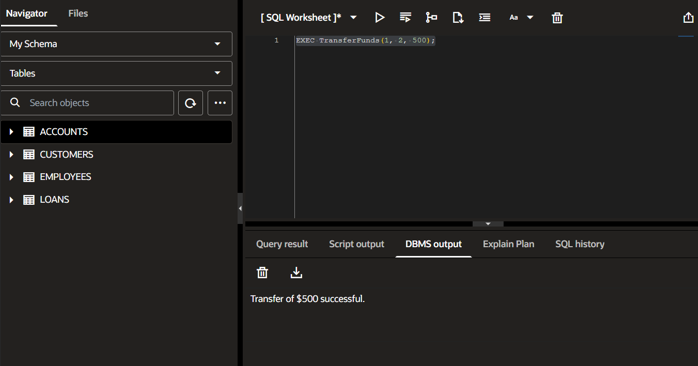 Navigator Files
My Schema
Tables
Search objects
ACCOUNTS
CUSTOMERS
EMPLOYEES
LOANS
[ SQL Worksheet ]* Aa
1 EXEC TransferFunds(1, 2, 500);
Query result Script output DBMS output Explain Plan SQL history
Transfer of $500 successful.